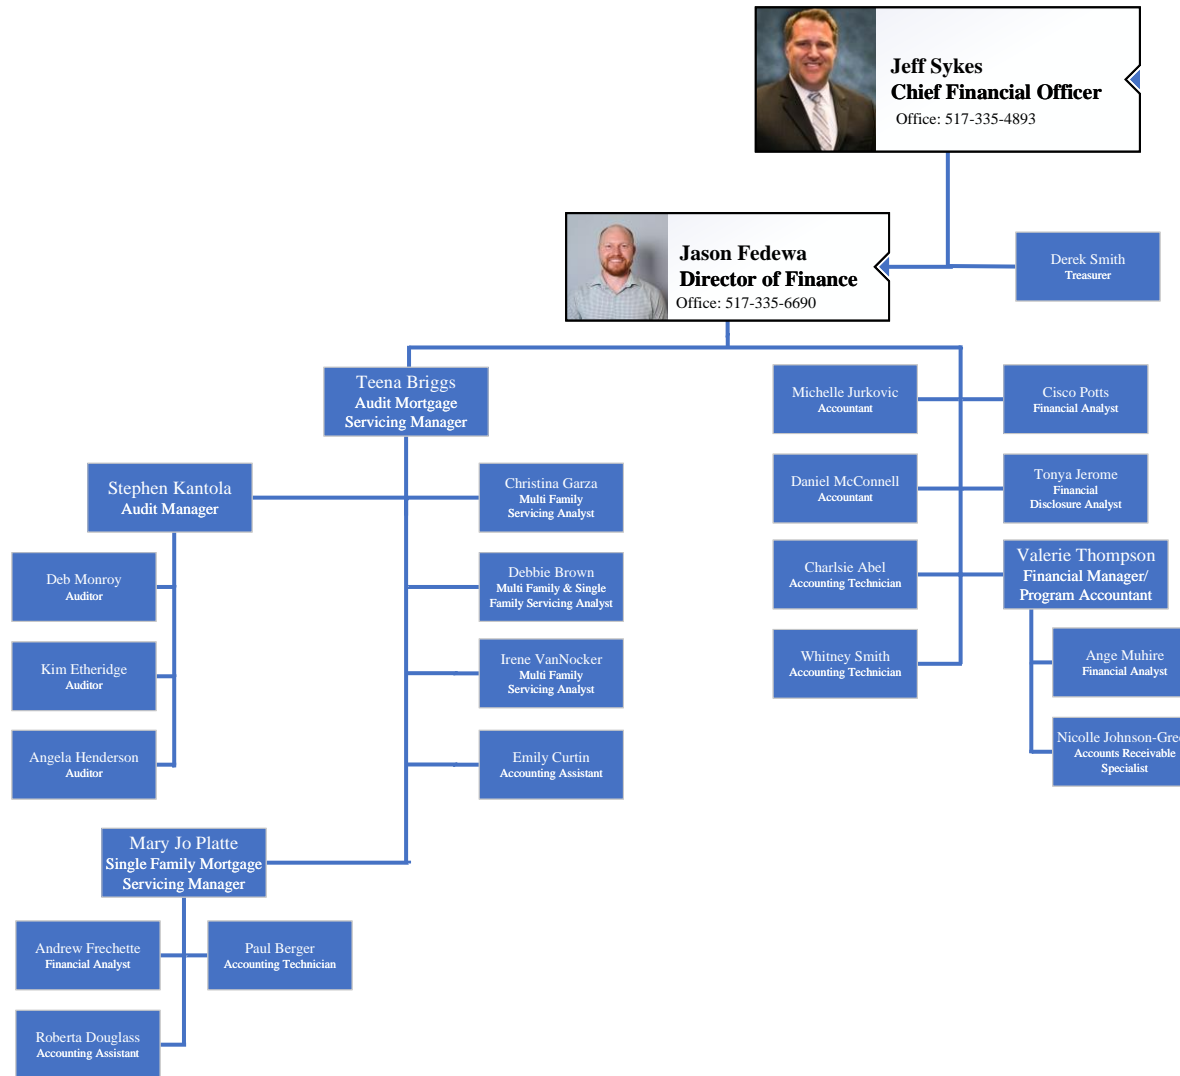 Jeff Sykes
Chief Financial Officer
Office: 517-335-4893
Jason Fedewa
Director of Finance
Office: 517-335-6690
Derek Smith
Treasurer
Teena Briggs
Audit Mortgage
Servicing Manager
Michelle Jurkovic
Accountant
Cisco Potts
Financial Analyst
Stephen Kantola
Audit Manager
Christina Garza
Multi Family
Servicing Analyst
Daniel McConnell
Accountant
Tonya Jerome
Financial
Disclosure Analyst
Deb Monroy
Auditor
Debbie Brown
Multi Family & Single
Family Servicing Analyst
Charlsie Abel
Accounting Technician
Valerie Thompson
Financial Manager/
Program Accountant
Kim Etheridge
Auditor
Irene VanNocker
Multi Family
Servicing Analyst
Whitney Smith
Accounting Technician
Ange Muhire
Financial Analyst
Angela Henderson
Auditor
Emily Curtin
Accounting Assistant
Nicolle Johnson-Gre
Accounts Receivable
Specialist
Mary Jo Platte
Single Family Mortgage
Servicing Manager
Andrew Frechette
Financial Analyst
Paul Berger
Accounting Technician
Roberta Douglass
Accounting Assistant